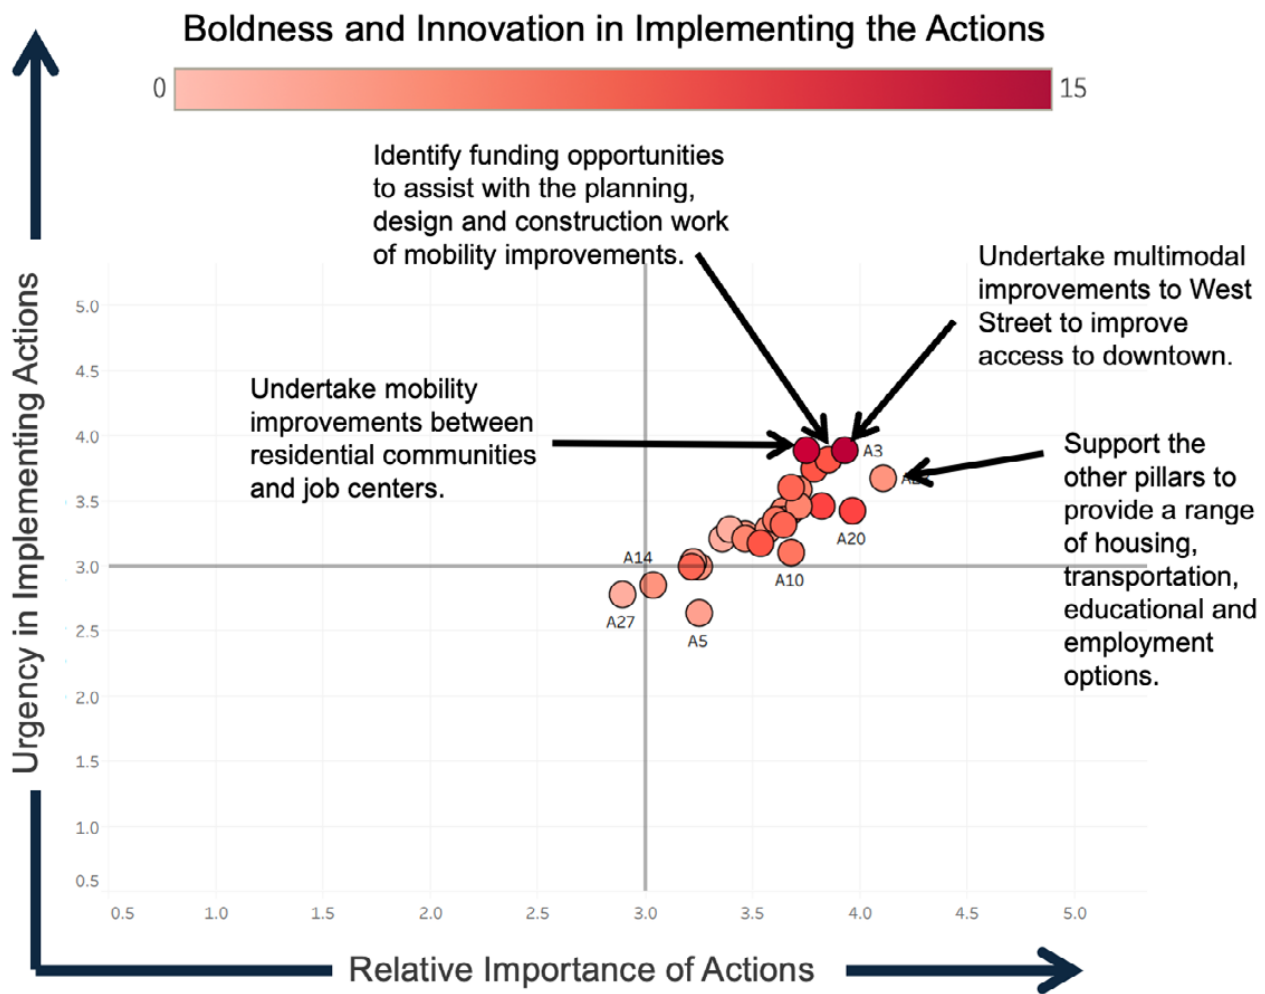 Boldness and Innovation in Implementing the Actions
0
15
Identify funding opportunities
to assist with the planning,
design and construction work
of mobility improvements.
Undertake multimodal
improvements to West
Street to improve
access to downtown.
Undertake mobility
improvements between
residential communities
and job centers.
Support the
other pillars to
provide a range
of housing,
transportation,
educational and
employment
options.
Urgency in Implementing Actions
5.0
4.5
4.0
3.5
3.0
2.5
2.0
1.5
1.0
0.5
A3
A20
A14
A10
A27
A5
0.5
1.0
1.5
2.0
2.5
3.0
3.5
4.0
4.5
5.0
Relative Importance of Actions